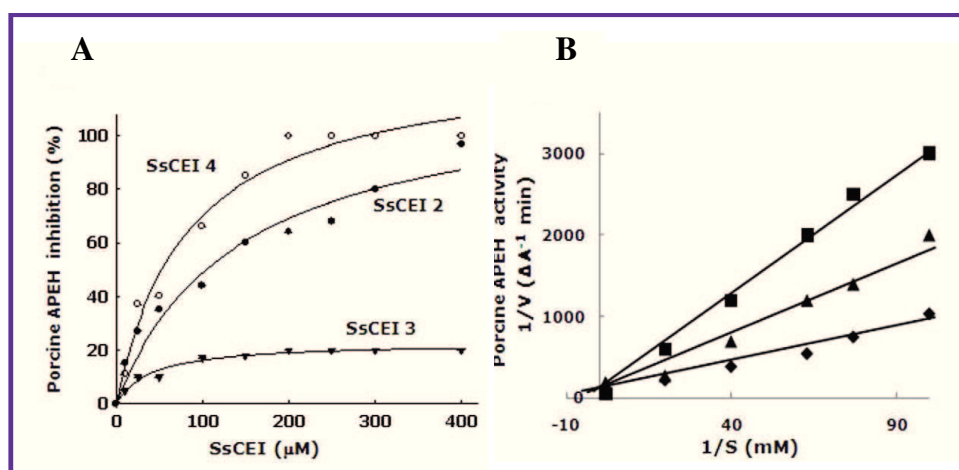 A
B
Porcine APEH inhibition (%)
100
80
60
40
20
0
SsCEI 4
SsCEI 2
SsCEI 3
0 100 200 300 400
SsCEI (µM)
Porcine APEH activity
1/V (ΔA⁻¹ min)
3000
2000
1000
0
-10 40 90
1/S (mM)